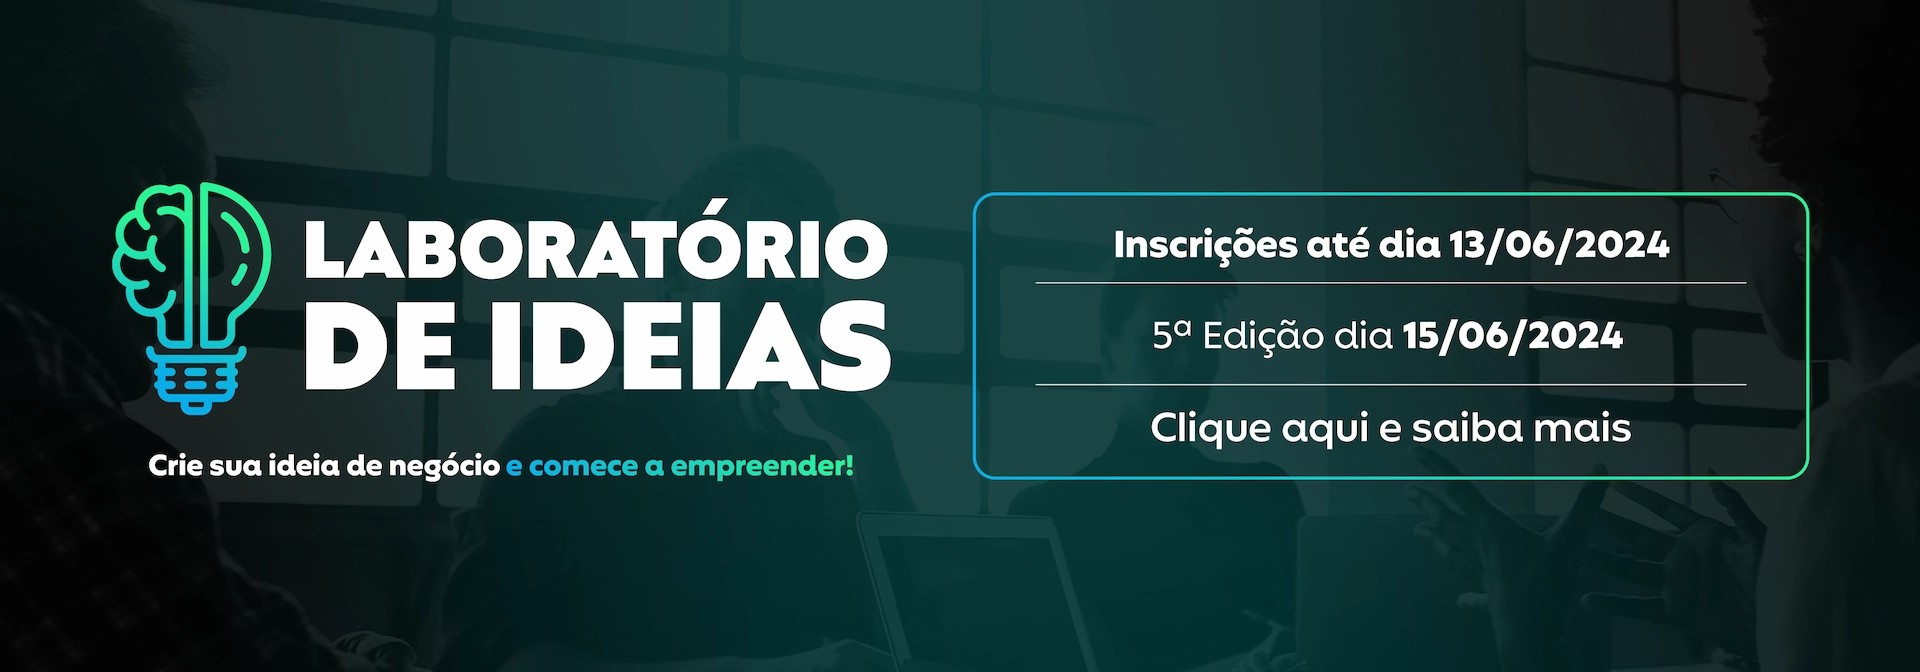 LABORATÓRIO
DE IDEIAS
Crie sua ideia de negócio e comece a empreender!
Inscrições até dia 13/06/2024
5ª Edição dia 15/06/2024
Clique aqui e saiba mais